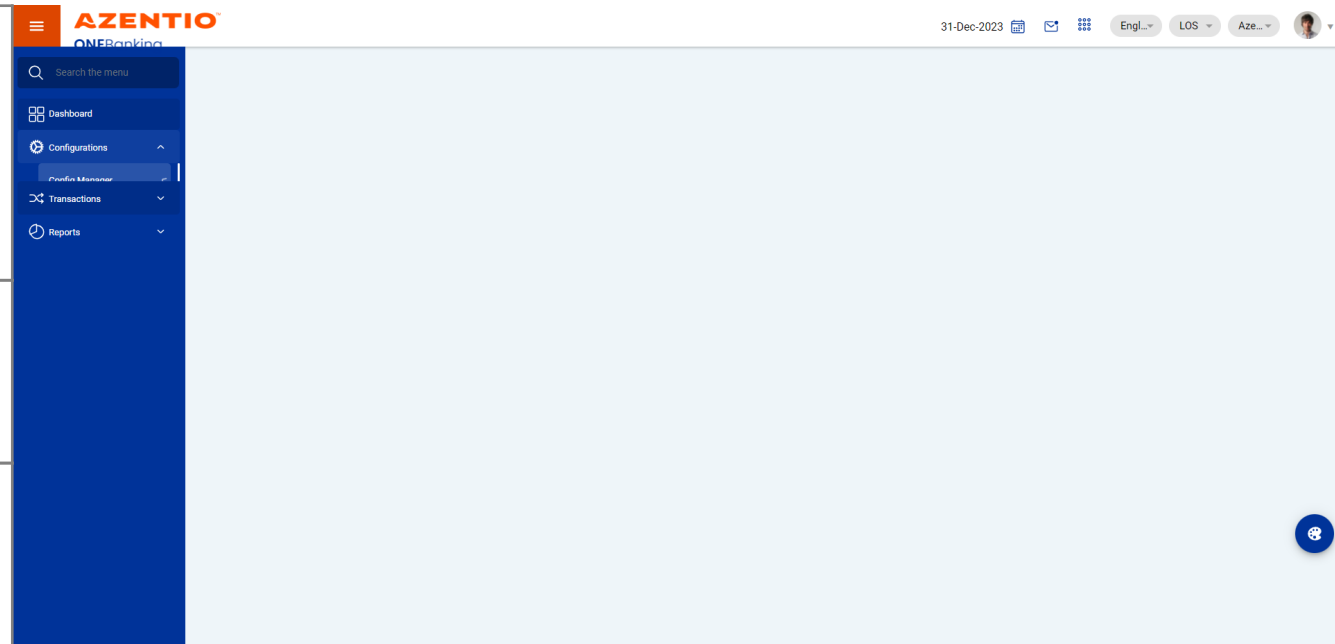 AZENTIO
ONEBanking
31-Dec-2023
Engl...
LOS
Aze...
Search the menu
Dashboard
Configurations
Config Manager
Transactions
Reports